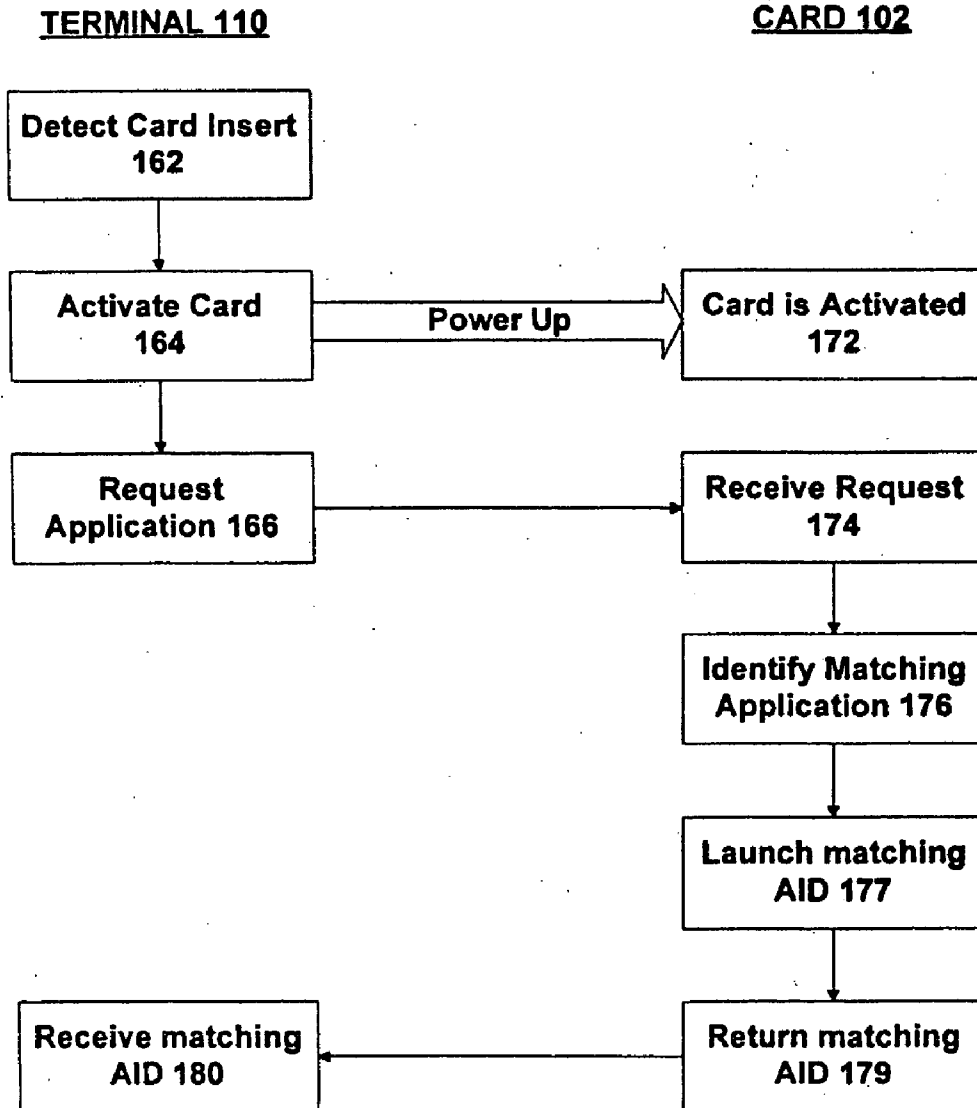 TERMINAL 110
CARD 102
Detect Card Insert
162
Activate Card
164
Power Up
Card is Activated
172
Request
Application 166
Receive Request
174
Identify Matching
Application 176
Launch matching
AID 177
Receive matching
AID 180
Return matching
AID 179